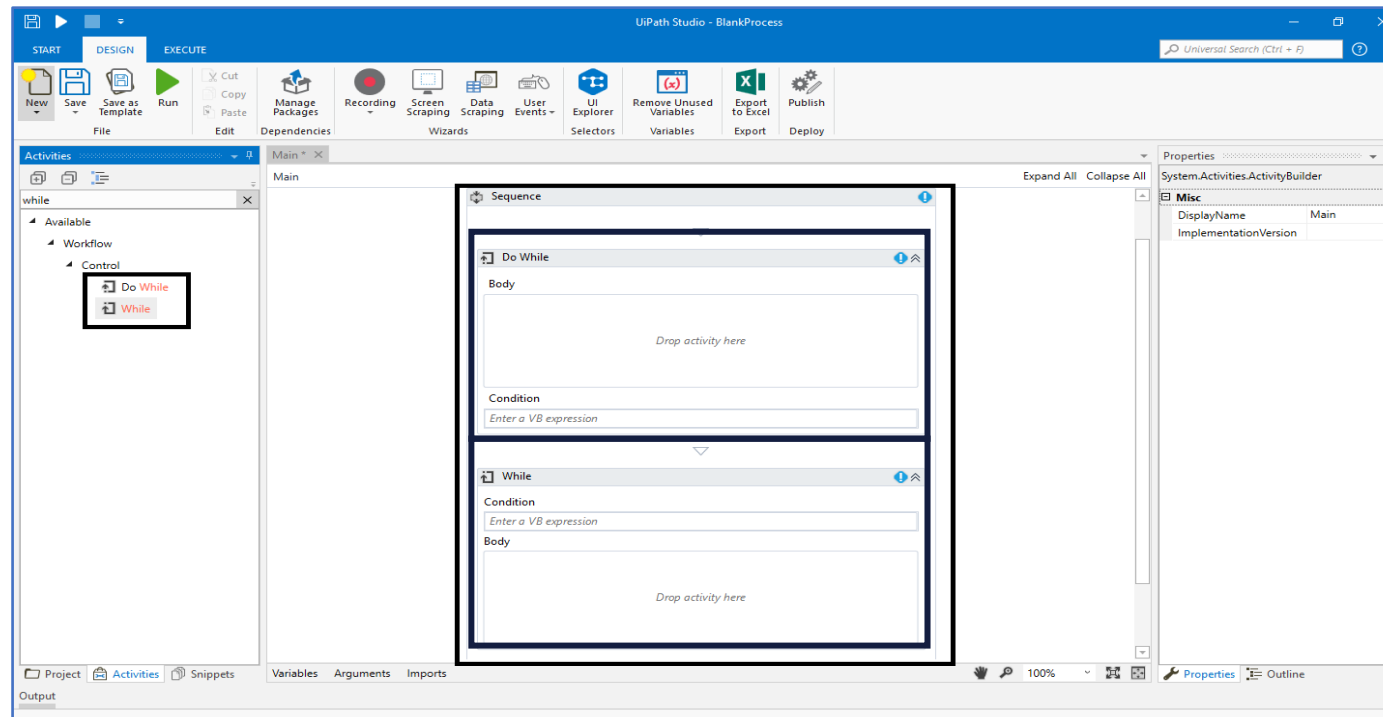 UiPath Studio - BlankProcess
START DESIGN EXECUTE
Universal Search (Ctrl + F)
New Save Save as Template Run
Cut
Copy
Paste
Manage Packages
Recording
Screen Scraping
Data Scraping
User Events
UI Explorer
Remove Unused Variables
Export to Excel
Publish
File Edit Dependencies Wizards Selectors Variables Export Deploy
Activities
while
Available
Workflow
Control
Do While
While
Main *
Main Expand All Collapse All
Sequence
Do While
Body
Drop activity here
Condition
Enter a VB expression
While
Condition
Enter a VB expression
Body
Drop activity here
Properties
System.Activities.ActivityBuilder
Misc
DisplayName Main
ImplementationVersion
Project Activities Snippets
Variables Arguments Imports
100%
Properties Outline
Output